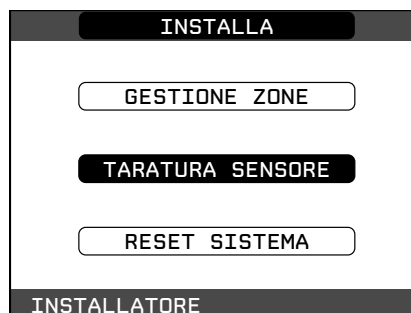 INSTALLA
GESTIONE ZONE
TARATURA SENSORE
RESET SISTEMA
INSTALLATORE